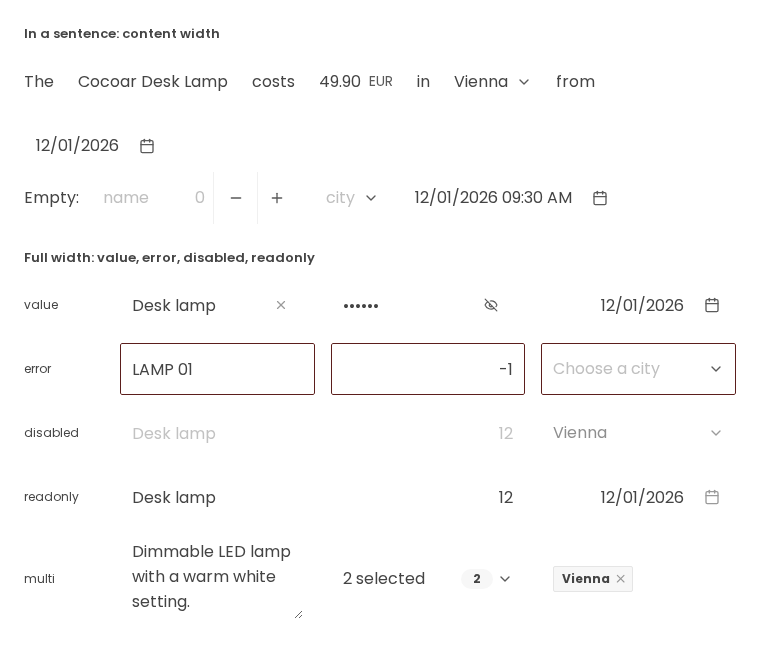 In a sentence: content width
The Cocoar Desk Lamp costs 49.90 EUR in Vienna from
12/01/2026
Empty: name 0 city 12/01/2026 09:30 AM
Full width: value, error, disabled, readonly
value Desk lamp •••••• 12/01/2026
error LAMP 01 -1 Choose a city
disabled Desk lamp 12 Vienna
readonly Desk lamp 12 12/01/2026
multi Dimmable LED lamp
with a warm white
setting.
2 selected 2 Vienna